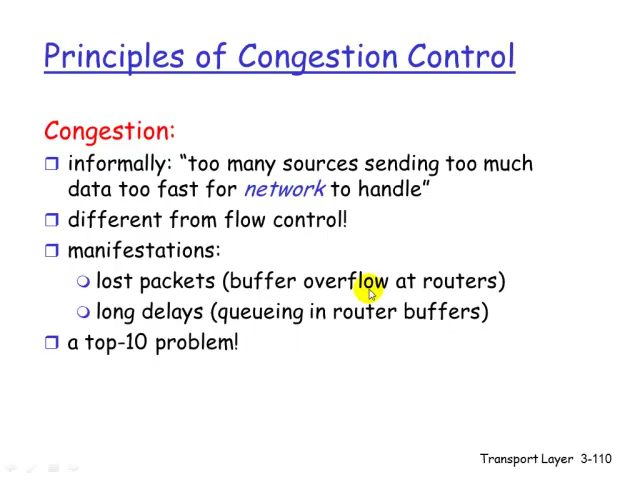 Principles of Congestion Control
Congestion:
informally: “too many sources sending too much
data too fast for network to handle”
different from flow control!
manifestations:
lost packets (buffer overflow at routers)
long delays (queueing in router buffers)
a top-10 problem!
Transport Layer 3-110